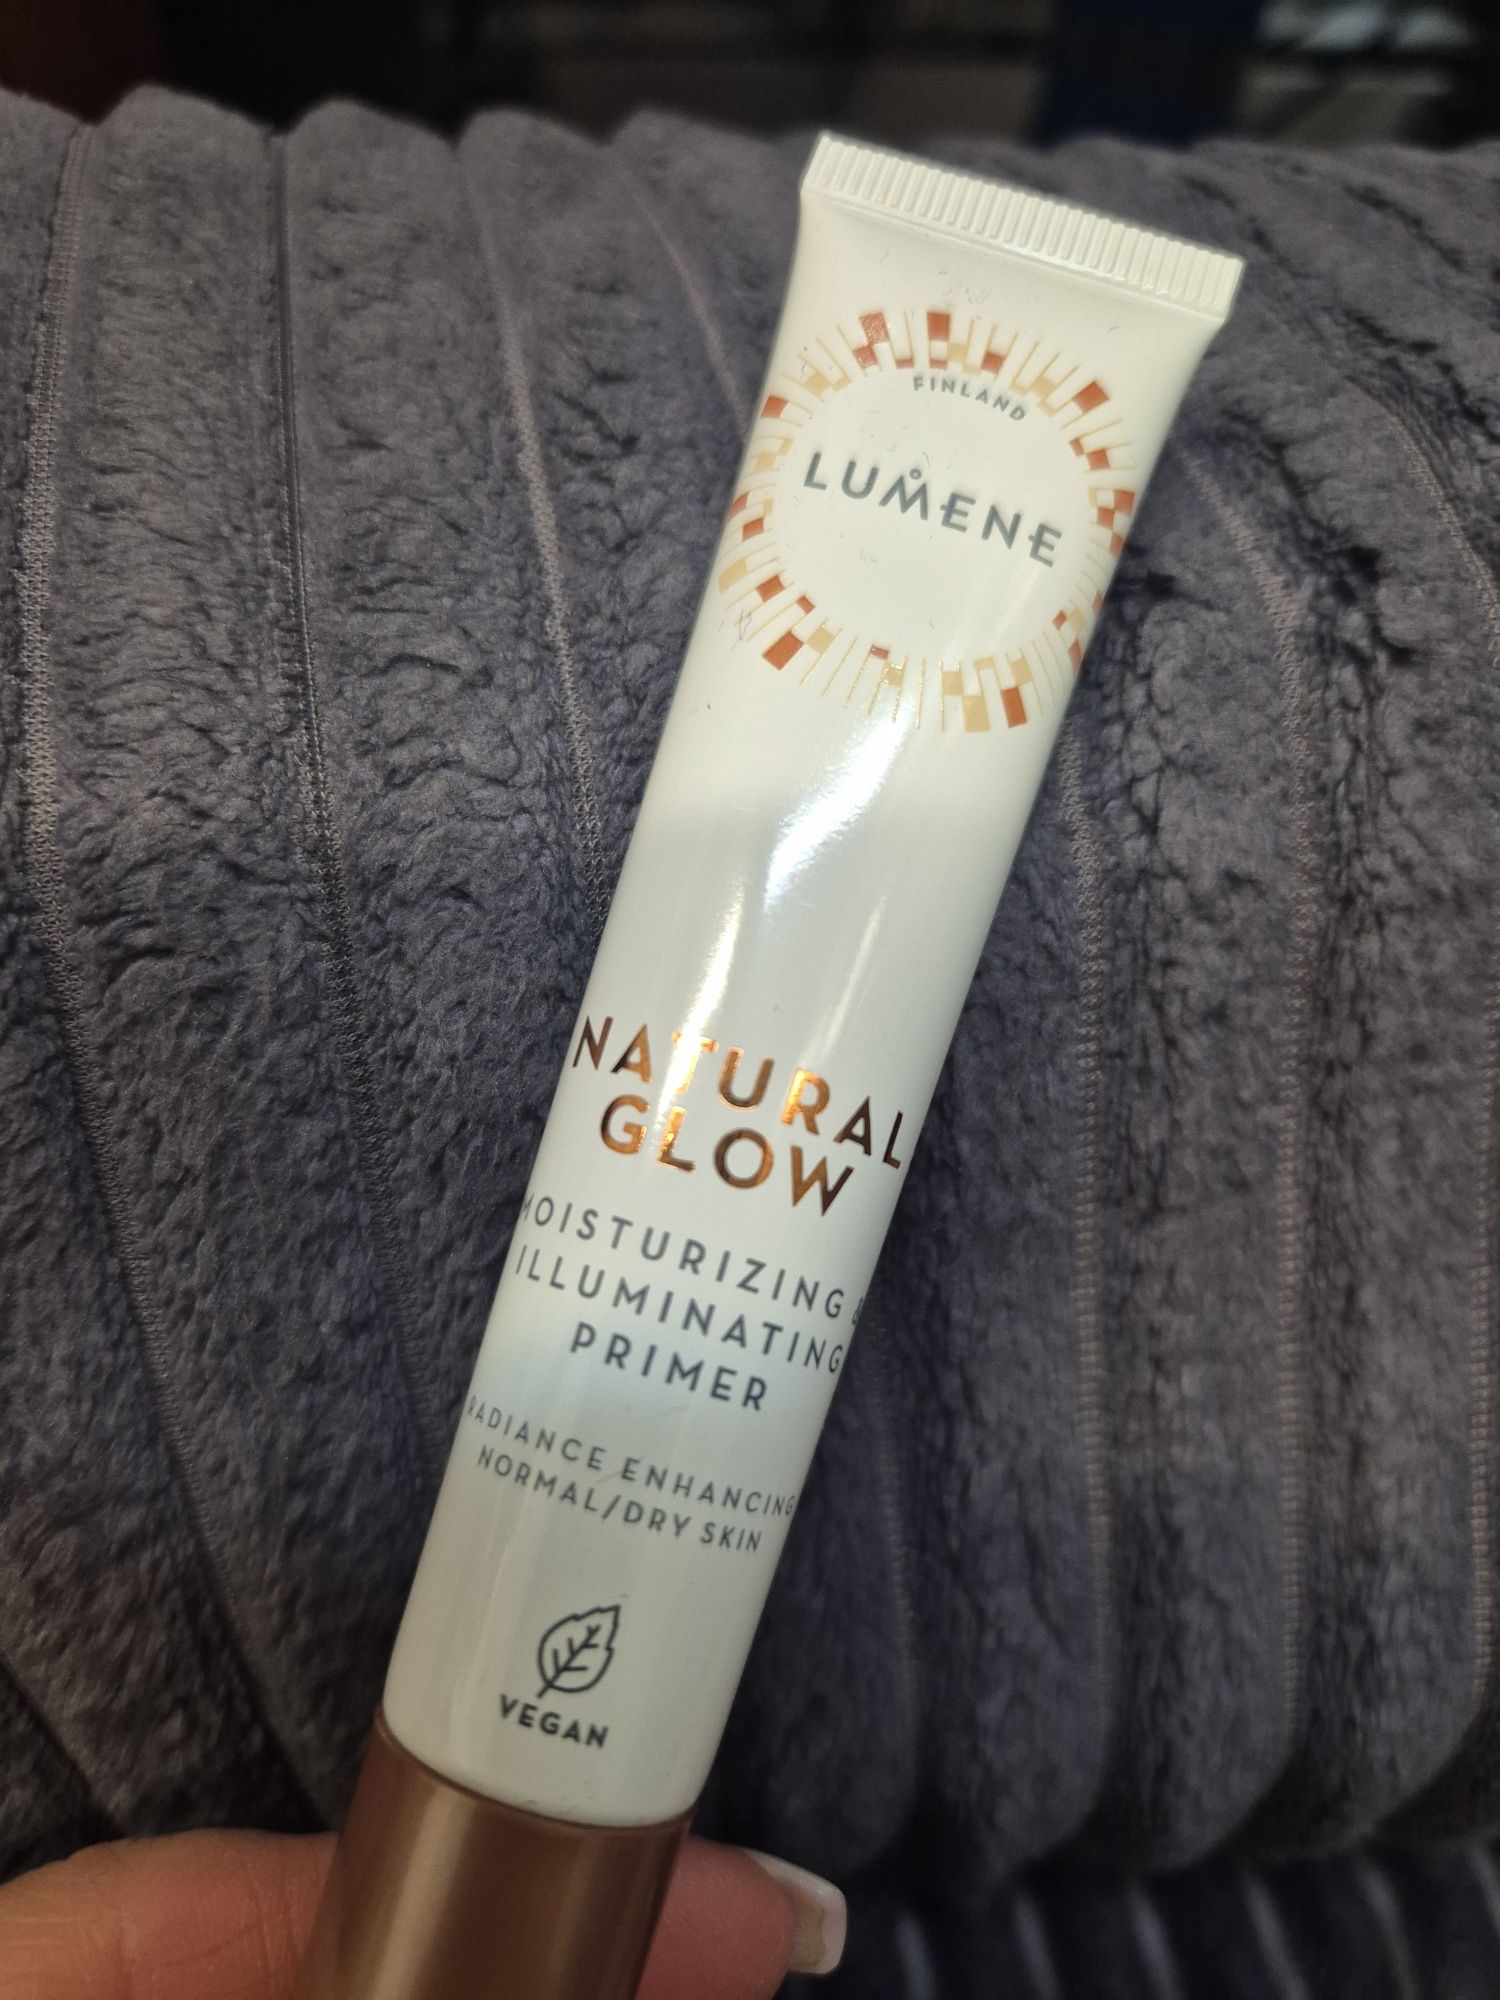 FINLAND
LUMENE
NATURAL
GLOW
MOISTURIZING &
ILLUMINATING
PRIMER
RADIANCE ENHANCING
NORMAL/DRY SKIN
VEGAN